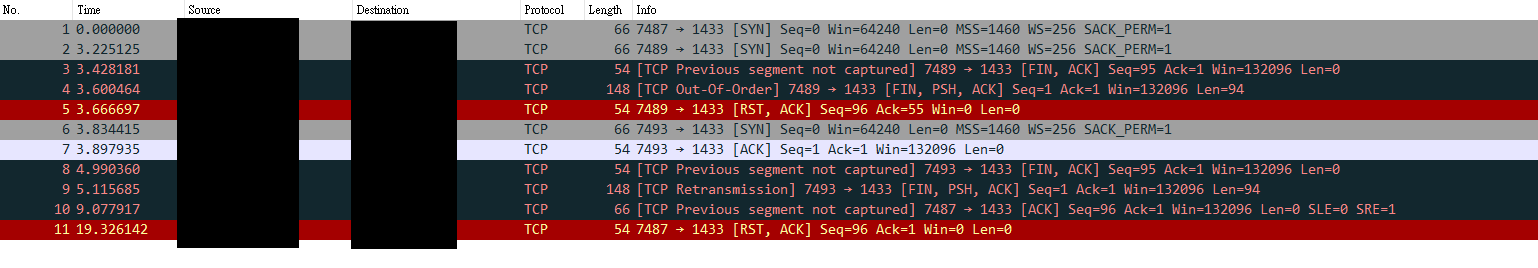 No. Time Source Destination Protocol Length Info
1 0.000000 TCP 66 7487 → 1433 [SYN] Seq=0 Win=64240 Len=0 MSS=1460 WS=256 SACK_PERM=1
2 3.225125 TCP 66 7489 → 1433 [SYN] Seq=0 Win=64240 Len=0 MSS=1460 WS=256 SACK_PERM=1
3 3.428181 TCP 54 [TCP Previous segment not captured] 7489 → 1433 [FIN, ACK] Seq=95 Ack=1 Win=132096 Len=0
4 3.600464 TCP 148 [TCP Out-Of-Order] 7489 → 1433 [FIN, PSH, ACK] Seq=1 Ack=1 Win=132096 Len=94
5 3.666697 TCP 54 7489 → 1433 [RST, ACK] Seq=96 Ack=55 Win=0 Len=0
6 3.834415 TCP 66 7493 → 1433 [SYN] Seq=0 Win=64240 Len=0 MSS=1460 WS=256 SACK_PERM=1
7 3.897935 TCP 54 7493 → 1433 [ACK] Seq=1 Ack=1 Win=132096 Len=0
8 4.990360 TCP 54 [TCP Previous segment not captured] 7493 → 1433 [FIN, ACK] Seq=95 Ack=1 Win=132096 Len=0
9 5.115685 TCP 148 [TCP Retransmission] 7493 → 1433 [FIN, PSH, ACK] Seq=1 Ack=1 Win=132096 Len=94
10 9.077917 TCP 66 [TCP Previous segment not captured] 7487 → 1433 [ACK] Seq=96 Ack=1 Win=132096 Len=0 SLE=0 SRE=1
11 19.326142 TCP 54 7487 → 1433 [RST, ACK] Seq=96 Ack=1 Win=0 Len=0